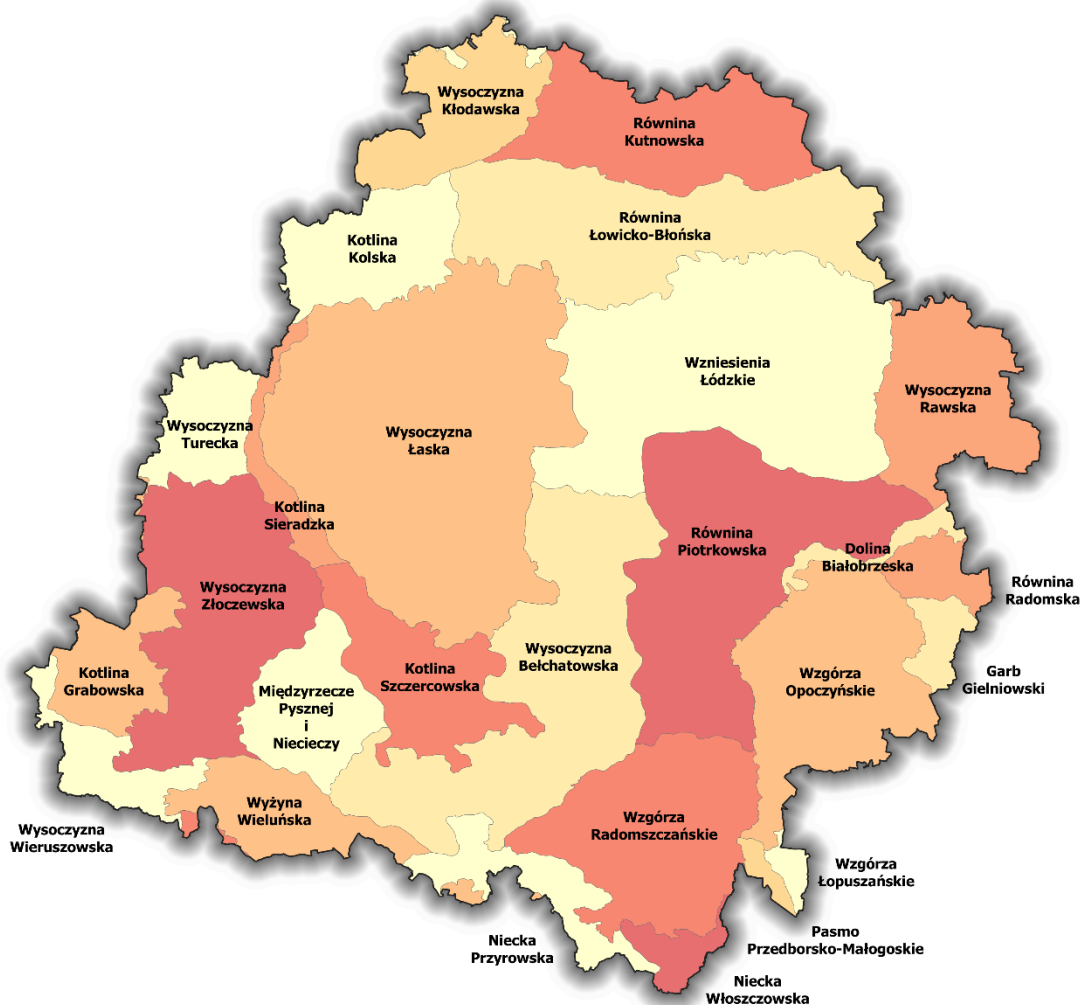 Wysoczyzna
Kłodawska
Równina
Kutnowska
Równina
Łowicko-Błońska
Kotlina
Kolska
Wzniesienia
Łódzkie
Wysoczyzna
Rawska
Wysoczyzna
Turecka
Wysoczyzna
Łaska
Kotlina
Sieradzka
Równina
Piotrkowska
Dolina
Białobrzeska
Równina
Radomska
Wysoczyzna
Złoczewska
Kotlina
Grabowska
Międzyrzecze
Pysznej
i
Niecieczy
Kotlina
Szczercowska
Wysoczyzna
Bełchatowska
Wzgórza
Opoczyńskie
Garb
Gielniowski
Wyżyna
Wieluńska
Wysoczyzna
Wieruszowska
Wzgórza
Radomszczańskie
Wzgórza
Łopuszańskie
Pasmo
Przedborsko-Małogoskie
Niecka
Przyrowska
Niecka
Włoszczowska